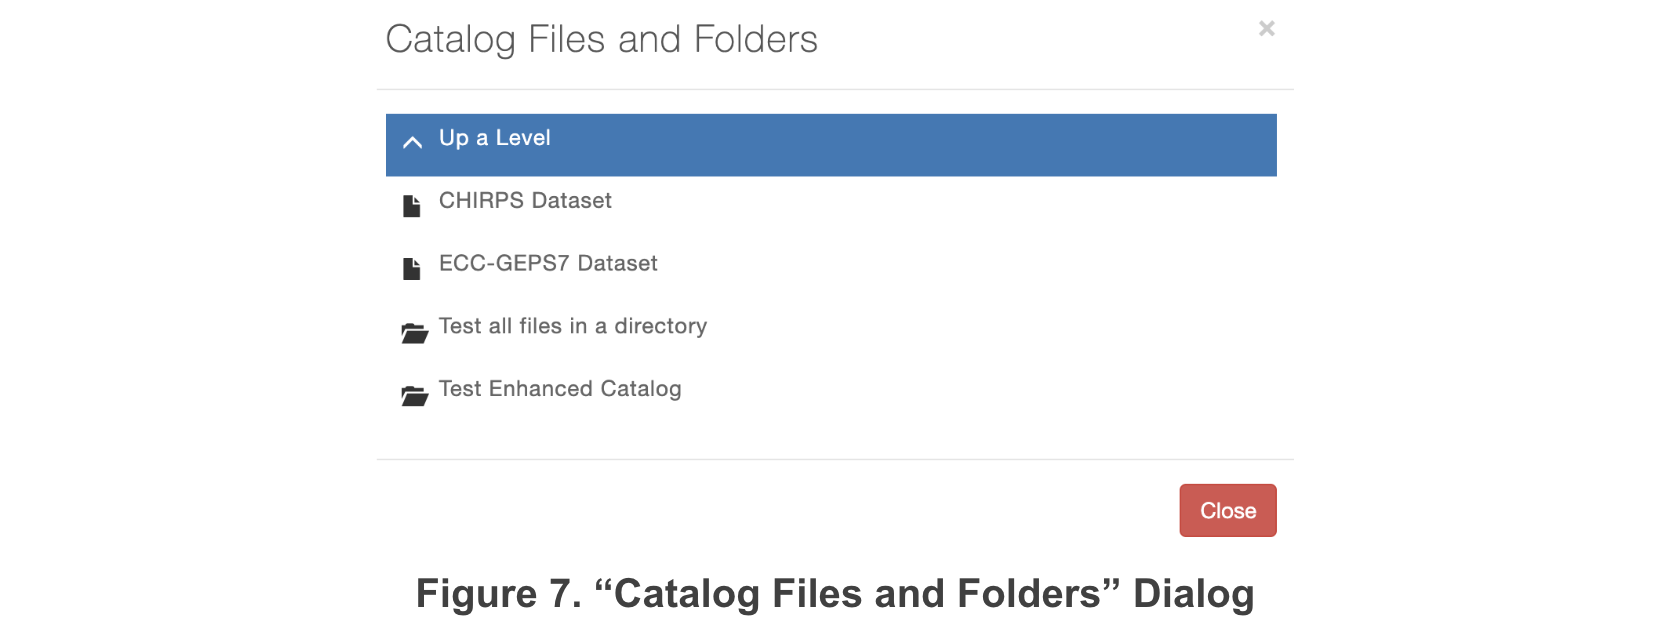 Catalog Files and Folders ×
Up a Level
CHIRPS Dataset
ECC-GEPS7 Dataset
Test all files in a directory
Test Enhanced Catalog
Close
Figure 7. “Catalog Files and Folders” Dialog